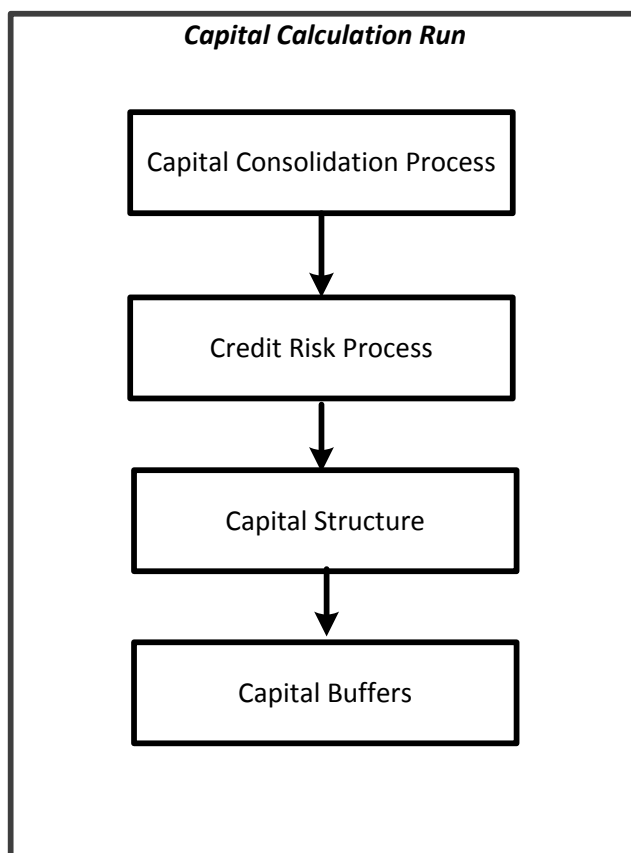 Capital Calculation Run
Capital Consolidation Process
Credit Risk Process
Capital Structure
Capital Buffers